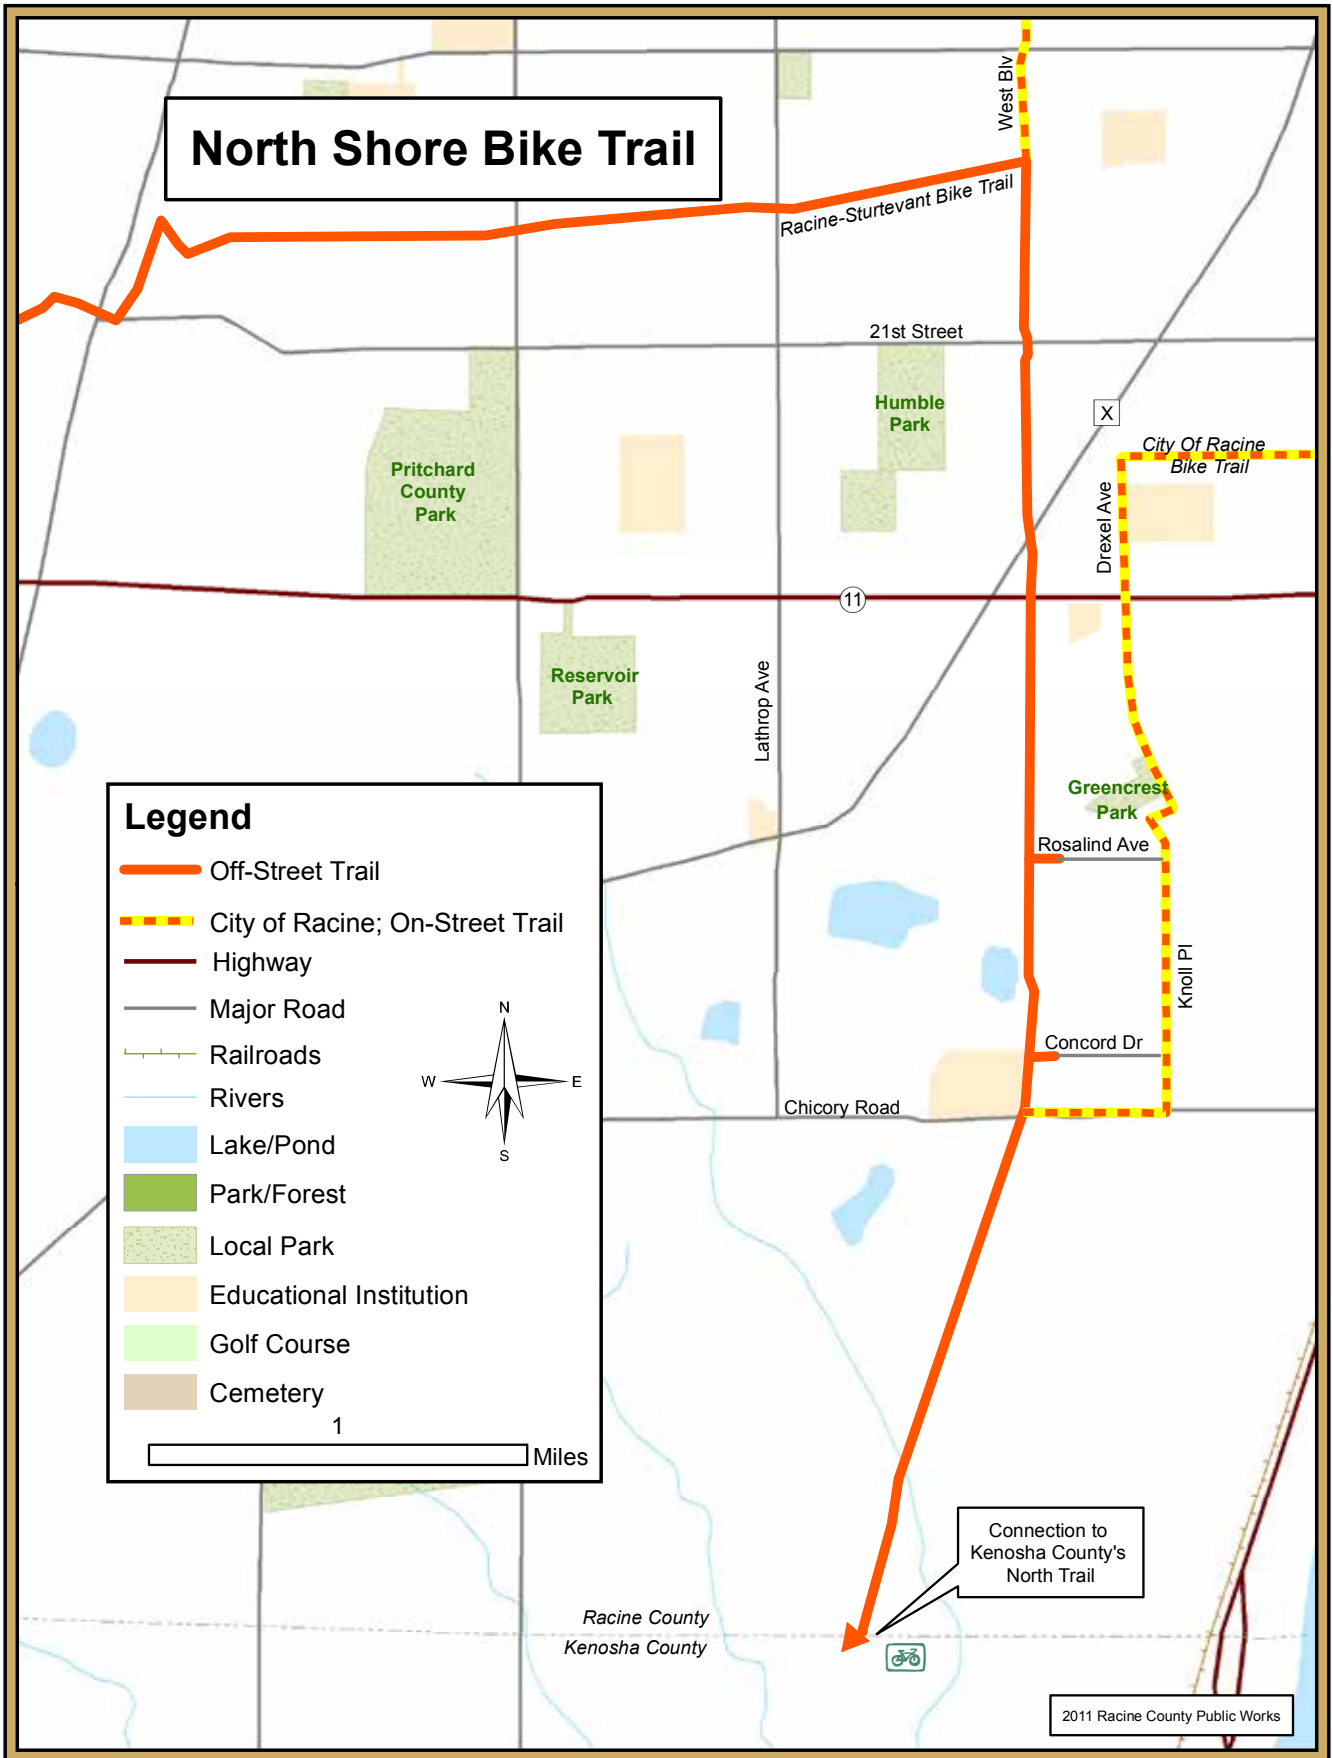 West Blv
North Shore Bike Trail
Racine-Sturtevant Bike Trail
21st Street
Humble
Park
X
City Of Racine
Bike Trail
Pritchard
County
Park
Drexel Ave
11
Reservoir
Park
Lathrop Ave
Greencrest
Park
Rosalind Ave
Knoll Pl
Concord Dr
Chicory Road
Legend
Off-Street Trail
City of Racine; On-Street Trail
Highway
Major Road
Railroads
Rivers
Lake/Pond
Park/Forest
Local Park
Educational Institution
Golf Course
Cemetery
1
Miles
N
W
E
S
Connection to
Kenosha County's
North Trail
Racine County
Kenosha County
2011 Racine County Public Works